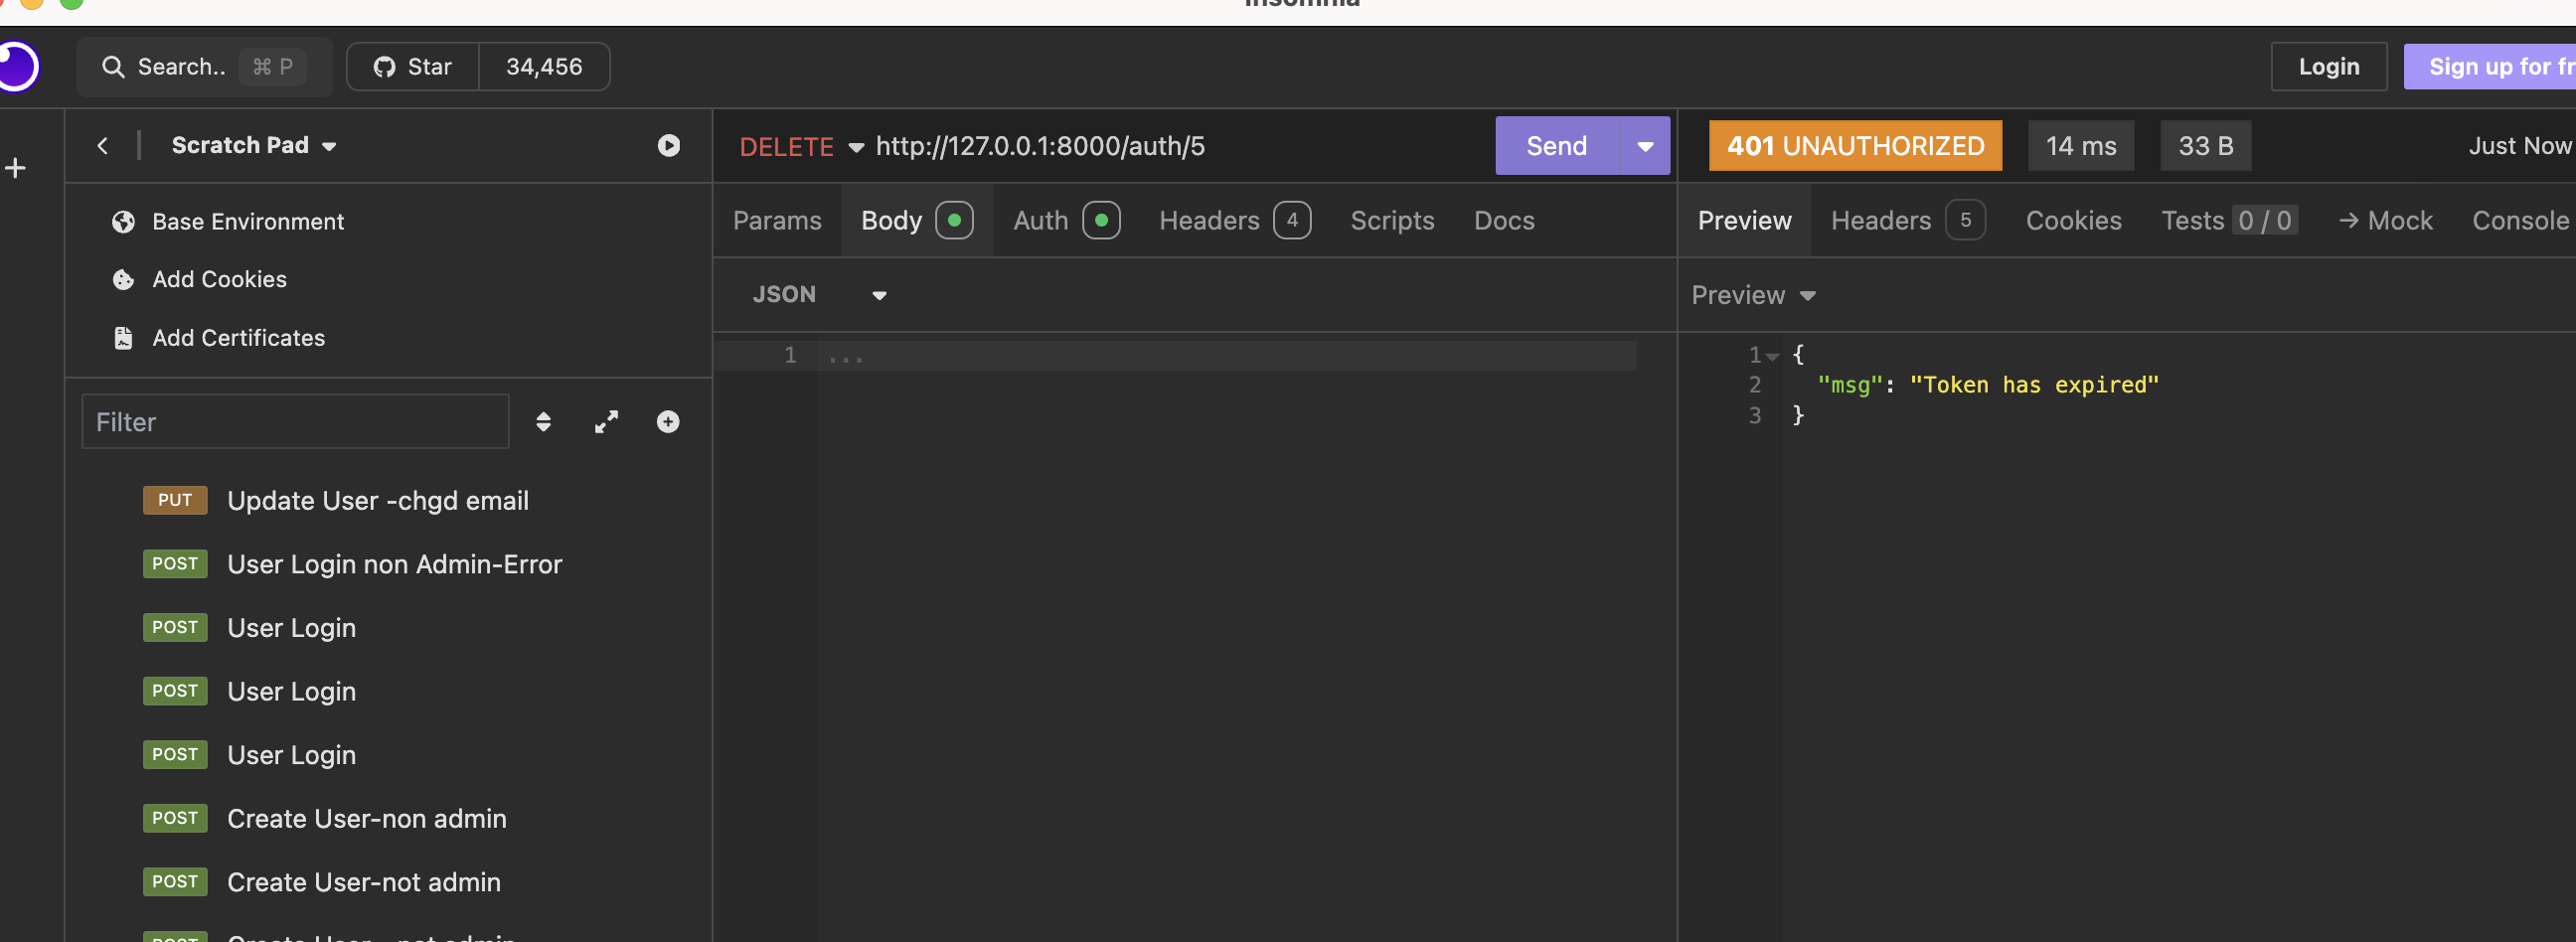 Insomnia
Search.. ⌘ P
Star 34,456
Login
Sign up for fr
Scratch Pad
DELETE http://127.0.0.1:8000/auth/5
Send
401 UNAUTHORIZED 14 ms 33 B Just Now
Base Environment
Add Cookies
Add Certificates
Filter
PUT Update User -chgd email
POST User Login non Admin-Error
POST User Login
POST User Login
POST User Login
POST Create User-non admin
POST Create User-not admin
Params Body Auth Headers 4 Scripts Docs
JSON
1 ...
Preview Headers 5 Cookies Tests 0 / 0 → Mock Console
Preview
1 {
2 "msg": "Token has expired"
3 }